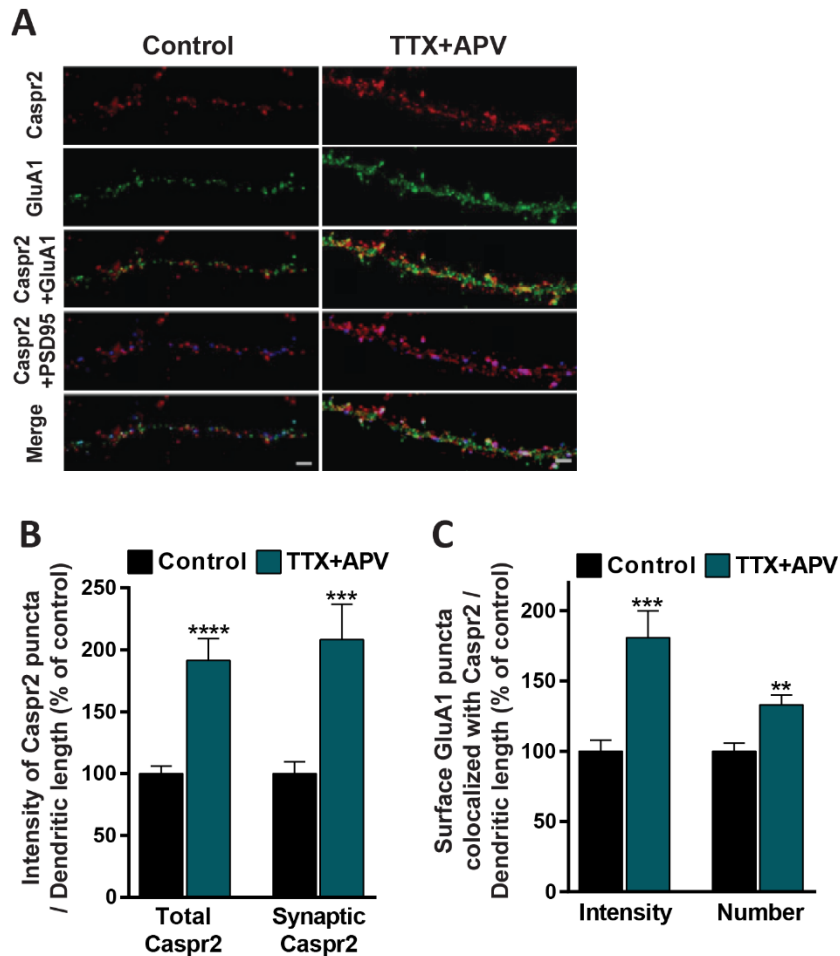 A
Control
TTX+APV
Caspr2
GluA1
Caspr2
+GluA1
Caspr2
+PSD95
Merge
B
Control
TTX+APV
Intensity of Caspr2 puncta
/ Dendritic length (% of control)
250
200
150
100
50
0
****
***
Total
Caspr2
Synaptic
Caspr2
C
Control
TTX+APV
Surface GluA1 puncta
colocalized with Caspr2 /
Dendritic length (% of control)
200
150
100
50
0
***
**
Intensity
Number